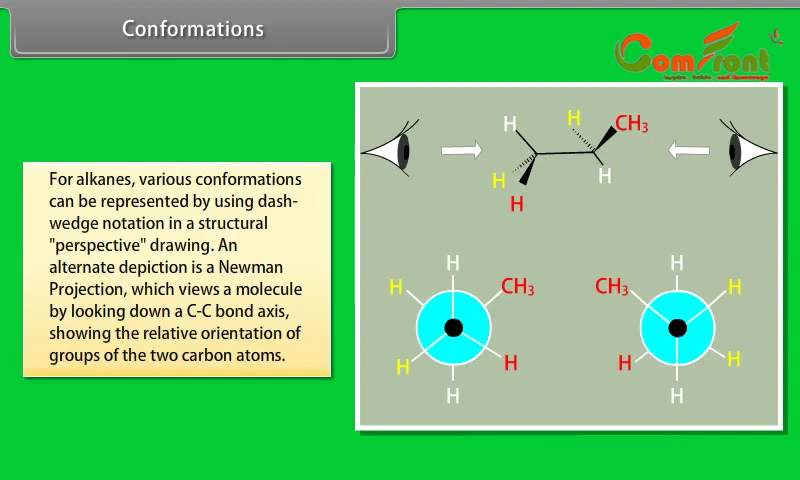 Conformations
ComFront
For alkanes, various conformations
can be represented by using dash-
wedge notation in a structural
"perspective" drawing. An
alternate depiction is a Newman
Projection, which views a molecule
by looking down a C-C bond axis,
showing the relative orientation of
groups of the two carbon atoms.
H H CH3
H H
H
H H
H CH3 CH3 H
H H H H
H H